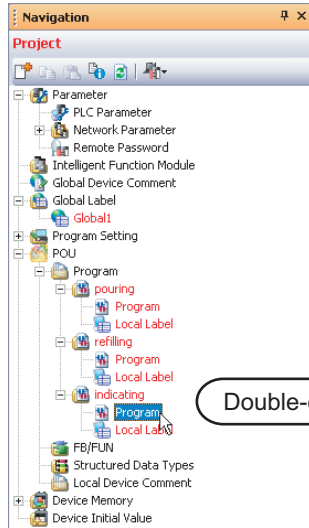 Navigation
Project
Parameter
PLC Parameter
Network Parameter
Remote Password
Intelligent Function Module
Global Device Comment
Global Label
Global1
Program Setting
POU
Program
pouring
Program
Local Label
refilling
Program
Local Label
indicating
Program
Local Label
Double-
FB/FUN
Structured Data Types
Local Device Comment
Device Memory
Device Initial Value